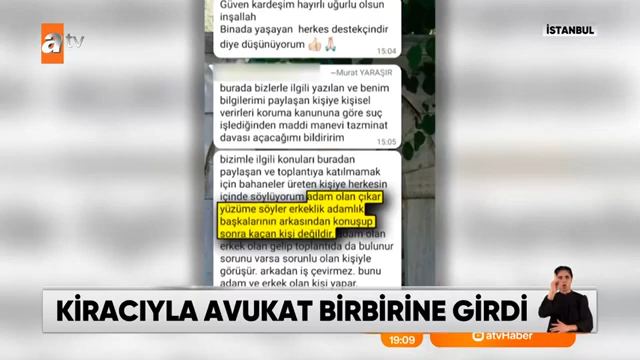 Güven kardeşim hayırlı uğurlu olsun
inşallah
Binada yaşayan herkes destekçindir
diye düşünüyorum 👍🏻🙏🏻
15:04
atv
İSTANBUL
~Murat YARAŞIR
burada bizlerle ilgili yazılan ve benim
bilgilerimi paylaşan kişiye kişisel
verileri koruma kanununa göre suç
işlediğinden maddi manevi tazminat
davası açacağımı bildiririm
15:05
bizimle ilgili konuları buradan
paylaşan ve toplantıya katılmamak
için bahaneler üreten kişiye herkesin
içinde söylüyorum adam olan çıkar
yüzüme söyler erkeklik adamlık
başkalarının arkasından konuşup
sonra kaçan kişi değildir. adam olan
erkek olan gelip toplantıda da bulunur
sorunu varsa sorunlu olan kişiyle
görüşür. arkadan iş çevirmez. bunu
adam ve erkek olan kişi yapar.
KİRACIYLA AVUKAT BİRBİRİNE GİRDİ
19:09
atvHaber